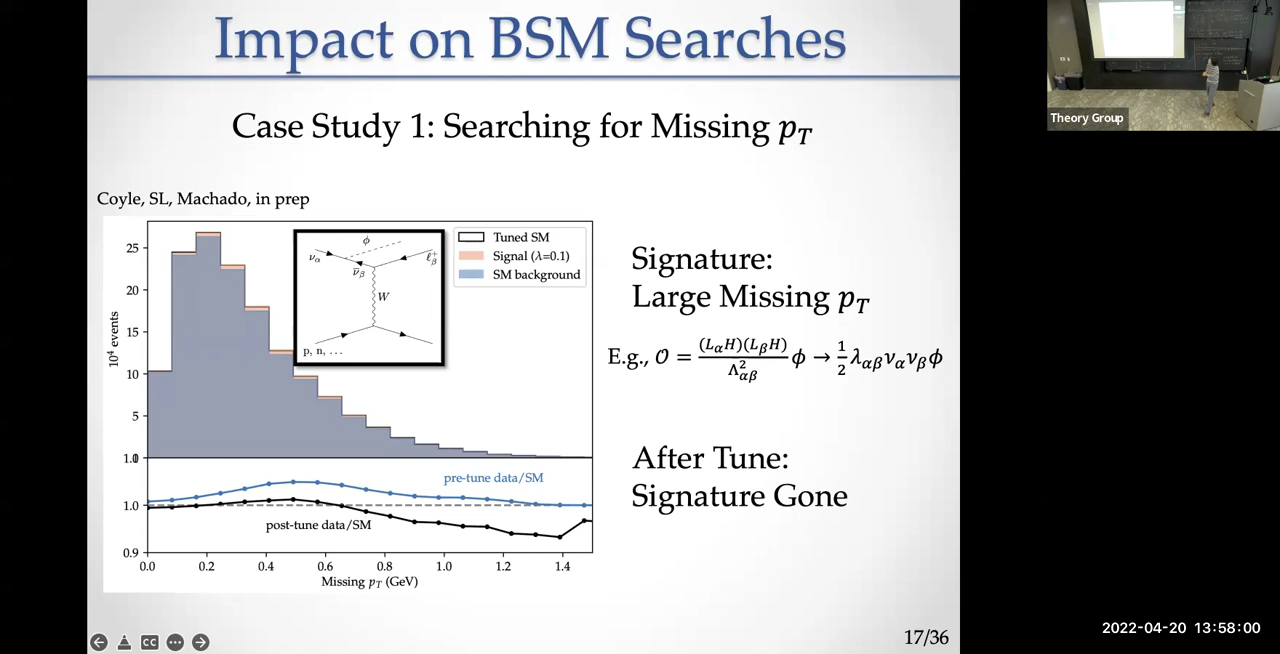 Impact on BSM Searches
Case Study 1: Searching for Missing p_T
Coyle, SL, Machado, in prep
Tuned SM
Signal (λ=0.1)
SM background
ϕ
ν_α
ν̅_β
ℓ_β^+
W
p, n, …
10⁴ events
25
20
15
10
5
1.1
0
1.0
0.9
pre-tune data/SM
post-tune data/SM
0.0 0.2 0.4 0.6 0.8 1.0 1.2 1.4
Missing p_T (GeV)
Signature:
Large Missing p_T
E.g., 𝒪 = (L_αH)(L_βH)/Λ²_αβ ϕ → 1/2 λ_αβ ν_α ν_β ϕ
After Tune:
Signature Gone
17/36
CC
Theory Group
2022-04-20 13:58:00